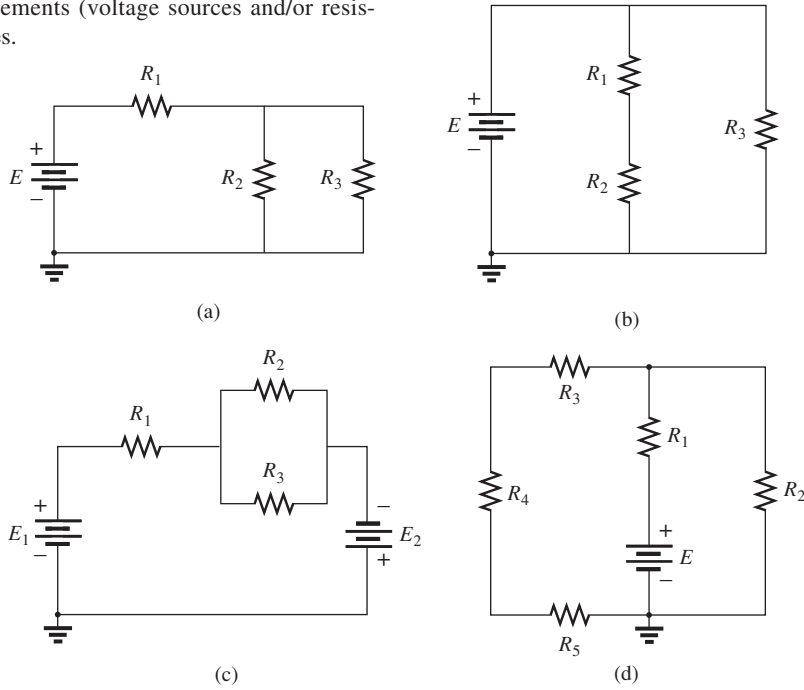 ements (voltage sources and/or resis-
es.
R1
+
E
−
R2
R3
(a)
R1
+
E
−
R3
R2
(b)
R2
R1
R3
+
E1
−
−
E2
+
(c)
R3
R1
R4
R2
+
E
−
R5
(d)